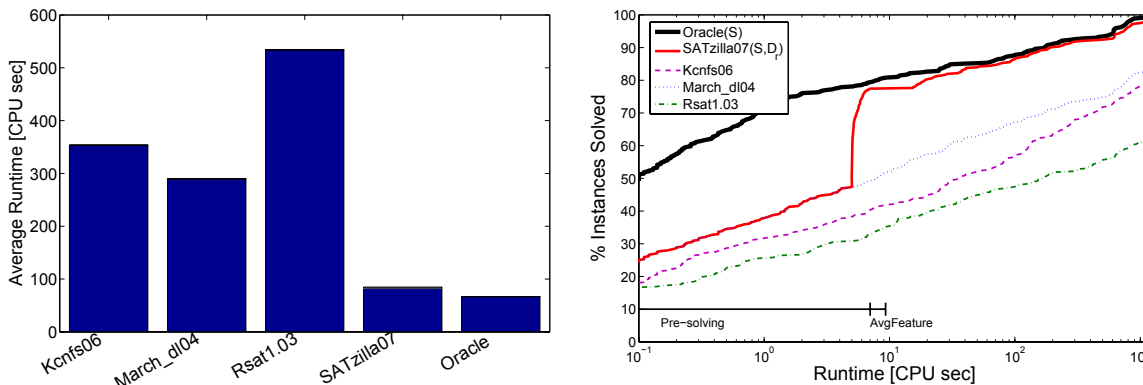 600
500
400
300
200
100
0
Average Runtime [CPU sec]
Kcnfs06
March_dl04
Rsat1.03
SATzilla07
Oracle
100
90
80
70
60
50
40
30
20
10
0
% Instances Solved
Oracle(S)
SATzilla07(S,D_r)
Kcnfs06
March_dl04
Rsat1.03
Pre-solving
AvgFeature
10^-1
10^0
10^1
10^2
10^3
Runtime [CPU sec]